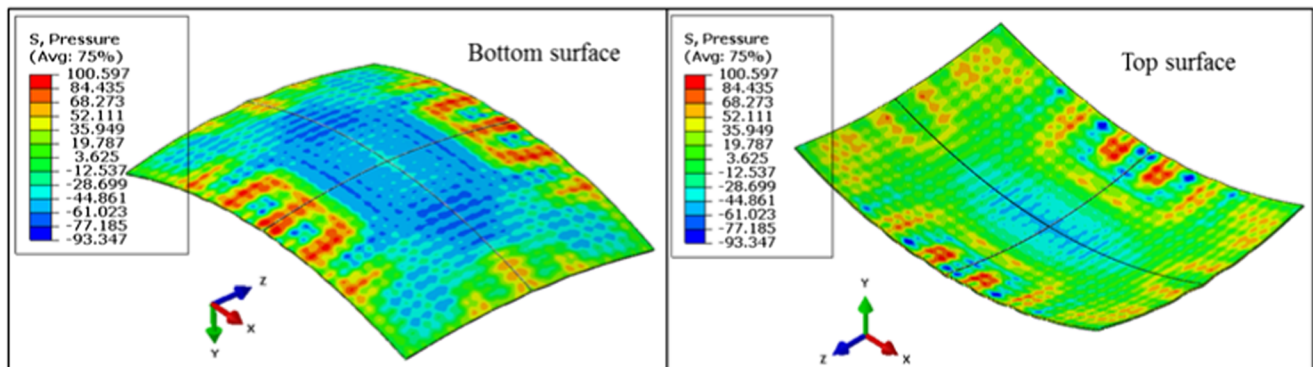 S, Pressure
(Avg: 75%)
100.597
84.435
68.273
52.111
35.949
19.787
3.625
-12.537
-28.699
-44.861
-61.023
-77.185
-93.347
Bottom surface
Z
X
Y
S, Pressure
(Avg: 75%)
100.597
84.435
68.273
52.111
35.949
19.787
3.625
-12.537
-28.699
-44.861
-61.023
-77.185
-93.347
Top surface
Y
Z
X